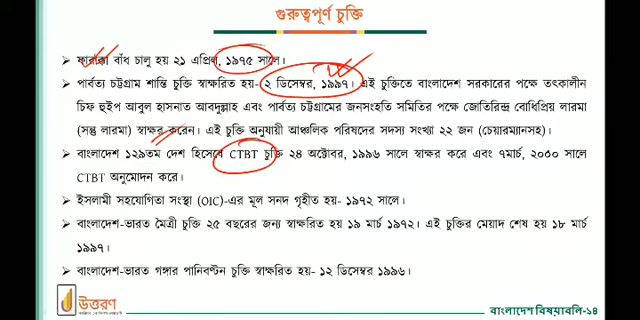 গুরুত্বপূর্ণ চুক্তি
➤ ফারাক্কা বাঁধ চালু হয় ২১ এপ্রিল, ১৯৭৫ সালে।
➤ পার্বত্য চট্টগ্রাম শান্তি চুক্তি স্বাক্ষরিত হয়- ২ ডিসেম্বর, ১৯৯৭। এই চুক্তিতে বাংলাদেশ সরকারের পক্ষে তৎকালীন
চিফ হুইপ আবুল হাসনাত আবদুল্লাহ এবং পার্বত্য চট্টগ্রামের জনসংহতি সমিতির পক্ষে জোতিরিন্দ্র বোধিপ্রিয় লারমা
(সন্তু লারমা) স্বাক্ষর করেন। এই চুক্তি অনুযায়ী আঞ্চলিক পরিষদের সদস্য সংখ্যা ২২ জন (চেয়ারম্যানসহ)।
➤ বাংলাদেশ ১২৯তম দেশ হিসেবে CTBT চুক্তি ২৪ অক্টোবর, ১৯৯৬ সালে স্বাক্ষর করে এবং ৭মার্চ, ২০০০ সালে
CTBT অনুমোদন করে।
➤ ইসলামী সহযোগিতা সংস্থা (OIC)-এর মূল সনদ গৃহীত হয়- ১৯৭২ সালে।
➤ বাংলাদেশ-ভারত মৈত্রী চুক্তি ২৫ বছরের জন্য স্বাক্ষরিত হয় ১৯ মার্চ ১৯৭২। এই চুক্তির মেয়াদ শেষ হয় ১৮ মার্চ
১৯৯৭।
➤ বাংলাদেশ-ভারত গঙ্গার পানিবণ্টন চুক্তি স্বাক্ষরিত হয়- ১২ ডিসেম্বর ১৯৯৬।
উত্তরণ
বাংলাদেশ বিষয়াবলি-১৪